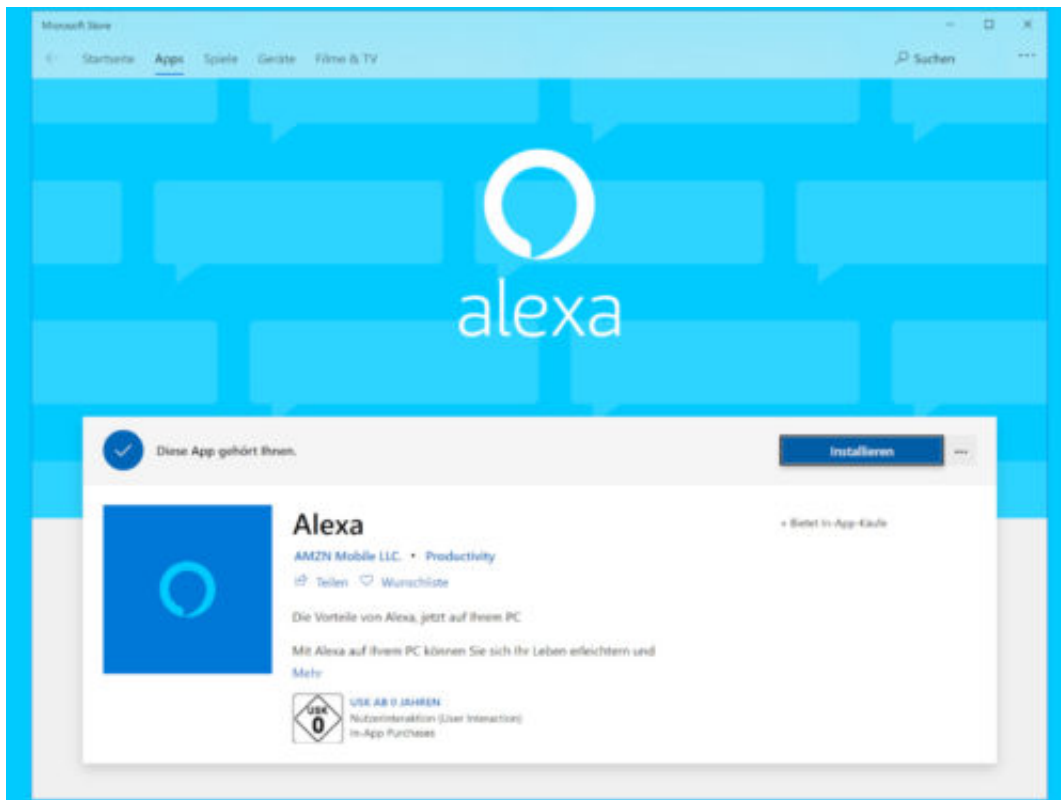 Microsoft Store
Startseite Apps Spiele Geräte Filme & TV Suchen
alexa
Diese App gehört Ihnen. Installieren
Alexa
+ Bietet In-App-Käufe
AMZN Mobile LLC. • Productivity
Teilen Wunschliste
Die Vorteile von Alexa, jetzt auf Ihrem PC
Mit Alexa auf Ihrem PC können Sie sich Ihr Leben erleichtern und
Mehr
USK
0
USK AB 0 JAHREN
Nutzerinteraktion (User Interaction)
In-App Purchases